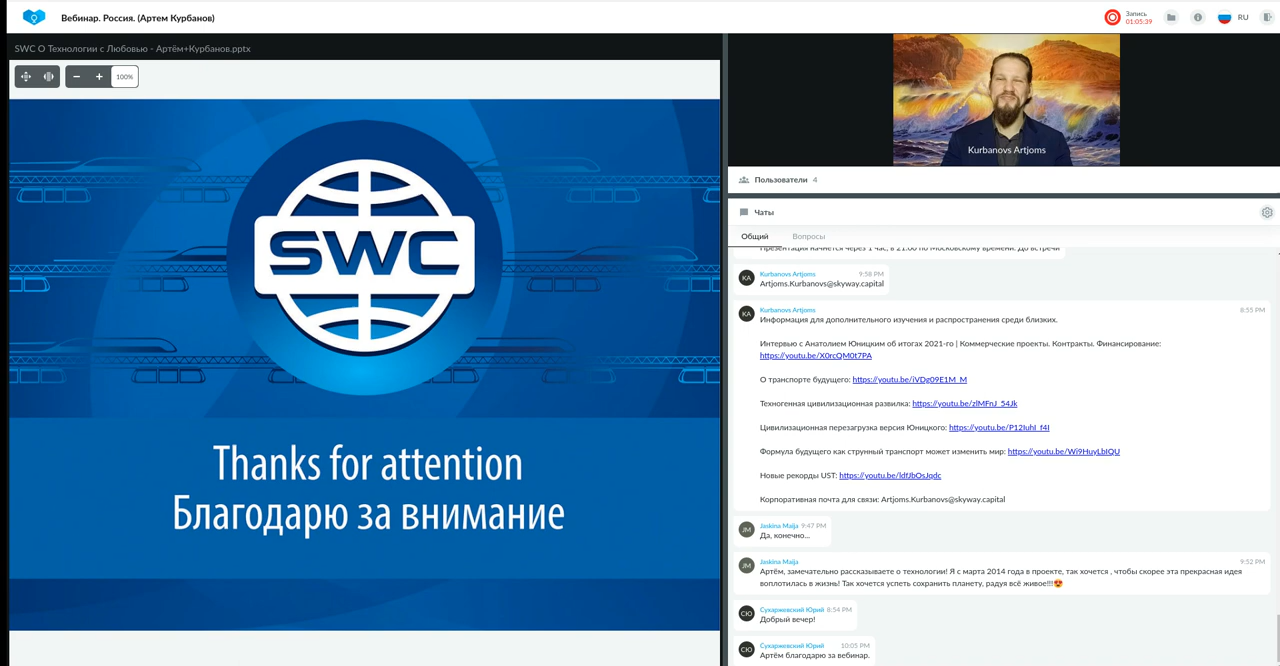 Вебинар. Россия. (Артем Курбанов)
Запись
01:05:39
RU
SWC О Технологии с Любовью - Артём+Курбанов.pptx
100%
SWC
Thanks for attention
Благодарю за внимание
Kurbanovs Artjoms
Пользователи 4
Чаты
Общий Вопросы
Презентация начнется через 1 час, в 21:00 по Московскому времени. До встречи
KA
Kurbanovs Artjoms 9:58 PM
Artjoms.Kurbanovs@skyway.capital
KA
Kurbanovs Artjoms 8:55 PM
Информация для дополнительного изучения и распространения среди близких.
Интервью с Анатолием Юницким об итогах 2021-го | Коммерческие проекты. Контракты. Финансирование:
https://youtu.be/X0rcQM0t7PA
О транспорте будущего: https://youtu.be/iVDg09E1M_M
Техногенная цивилизационная развилка: https://youtu.be/zlMFnJ_54Jk
Цивилизационная перезагрузка версия Юницкого: https://youtu.be/P12IuhI_f4I
Формула будущего как струнный транспорт может изменить мир: https://youtu.be/Wi9HuyLbIQU
Новые рекорды UST: https://youtu.be/ldfJbOsJqdc
Корпоративная почта для связи: Artjoms.Kurbanovs@skyway.capital
JM
Jaskina Maija 9:47 PM
Да, конечно...
JM
Jaskina Maija 9:52 PM
Артём, замечательно рассказываете о технологии! Я с марта 2014 года в проекте, так хочется , чтобы скорее эта прекрасная идея
воплотилась в жизнь! Так хочется успеть сохранить планету, радуя всё живое!!!😍
СЮ
Сухаржевский Юрий 8:54 PM
Добрый вечер!
СЮ
Сухаржевский Юрий 10:05 PM
Артём благодарю за вебинар.